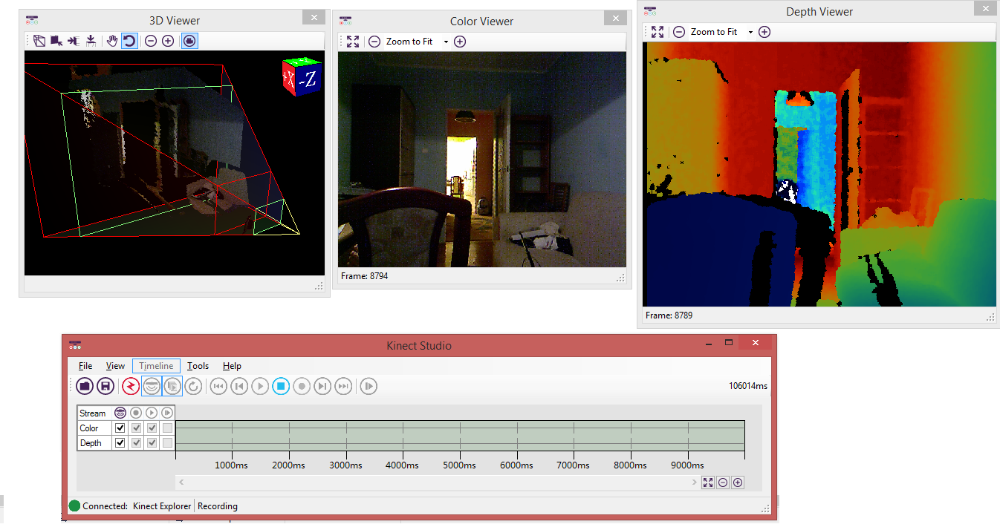 3D Viewer
+X
-Z
Color Viewer
Zoom to Fit
Frame: 8794
Depth Viewer
Zoom to Fit
Frame: 8789
Kinect Studio
File View Timeline Tools Help
106014ms
Stream
Color
Depth
1000ms 2000ms 3000ms 4000ms 5000ms 6000ms 7000ms 8000ms 9000ms
Connected: Kinect Explorer Recording